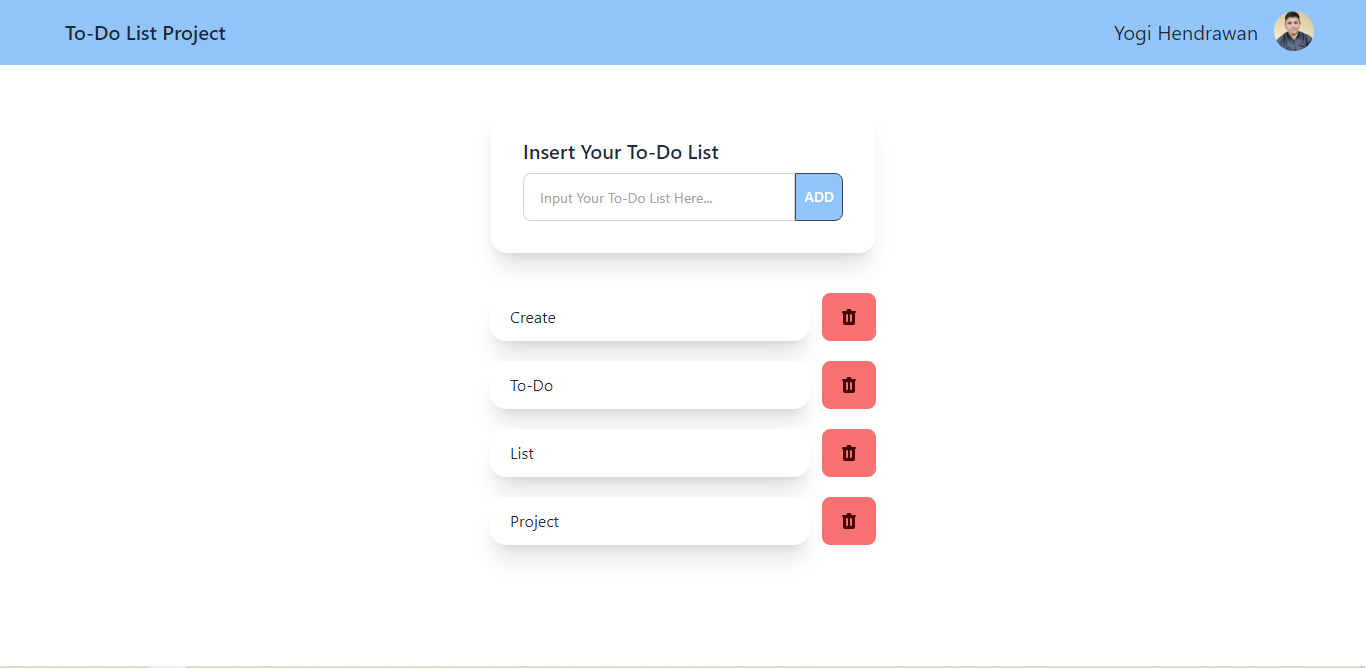 To-Do List Project
Yogi Hendrawan
Insert Your To-Do List
Input Your To-Do List Here...
ADD
Create
To-Do
List
Project